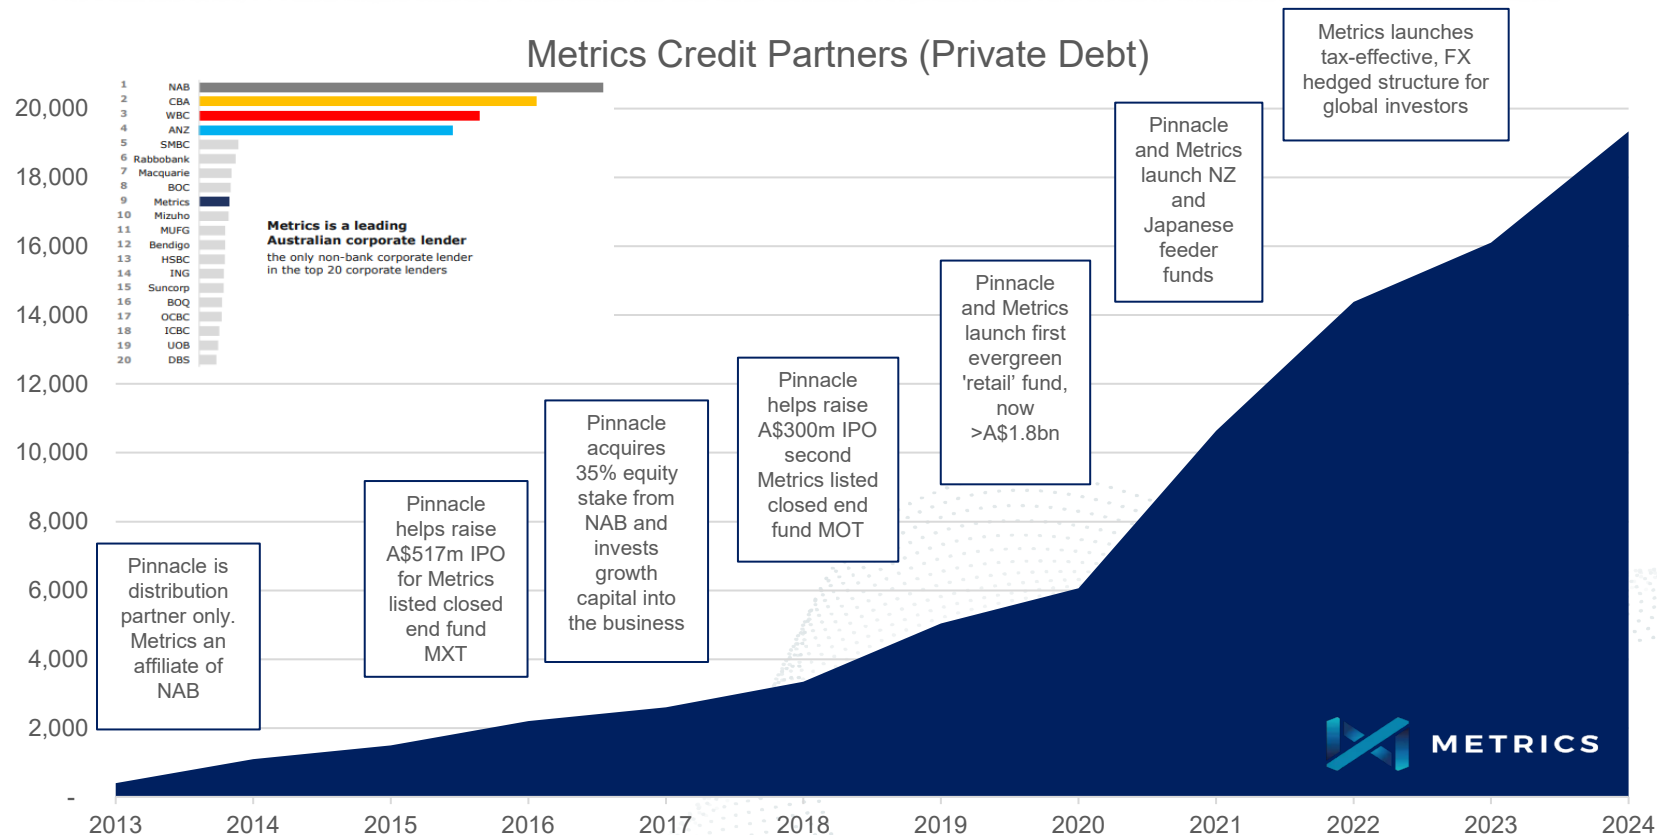 Metrics Credit Partners (Private Debt)
Metrics launches
tax-effective, FX
hedged structure for
global investors
1 NAB
2 CBA
3 WBC
4 ANZ
5 SMBC
6 Rabbobank
7 Macquarie
8 BOC
9 Metrics
10 Mizuho
11 MUFG
12 Bendigo
13 HSBC
14 ING
15 Suncorp
16 BOQ
17 OCBC
18 ICBC
19 UOB
20 DBS
Metrics is a leading
Australian corporate lender
the only non-bank corporate lender
in the top 20 corporate lenders
20,000
18,000
16,000
14,000
12,000
10,000
8,000
6,000
4,000
2,000
-
Pinnacle is
distribution
partner only.
Metrics an
affiliate of
NAB
Pinnacle
helps raise
A$517m IPO
for Metrics
listed closed
end fund
MXT
Pinnacle
acquires
35% equity
stake from
NAB and
invests
growth
capital into
the business
Pinnacle
helps raise
A$300m IPO
second
Metrics listed
closed end
fund MOT
Pinnacle
and Metrics
launch first
evergreen
'retail’ fund,
now
>A$1.8bn
Pinnacle
and Metrics
launch NZ
and
Japanese
feeder
funds
METRICS
2013 2014 2015 2016 2017 2018 2019 2020 2021 2022 2023 2024